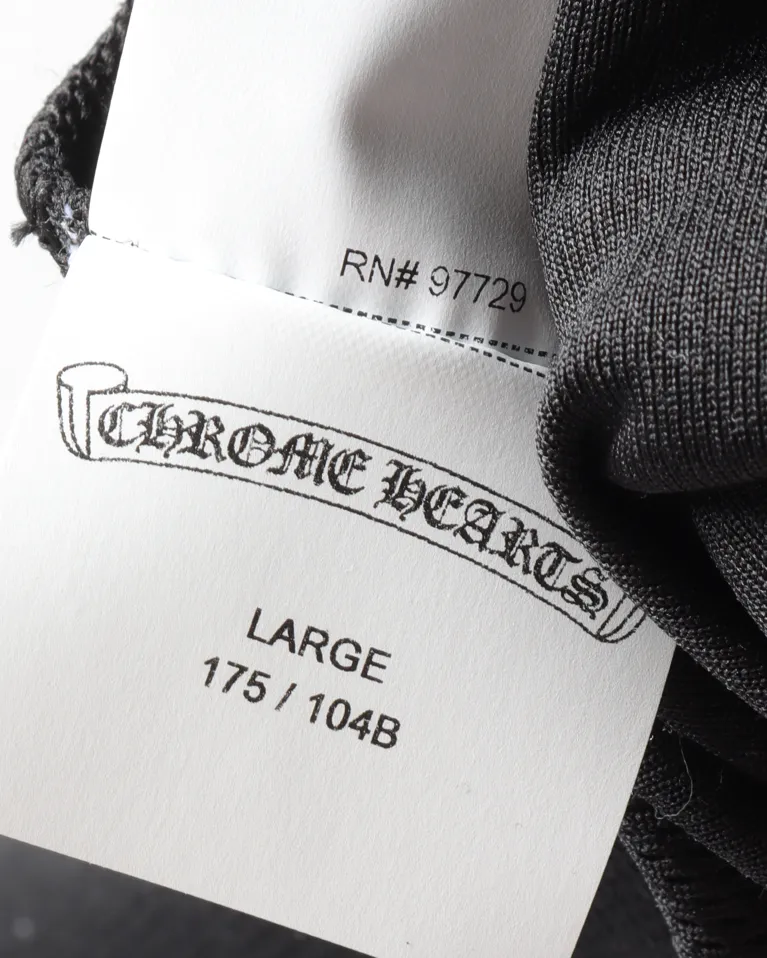 RN# 97729
CHROME HEARTS
LARGE
175 / 104B